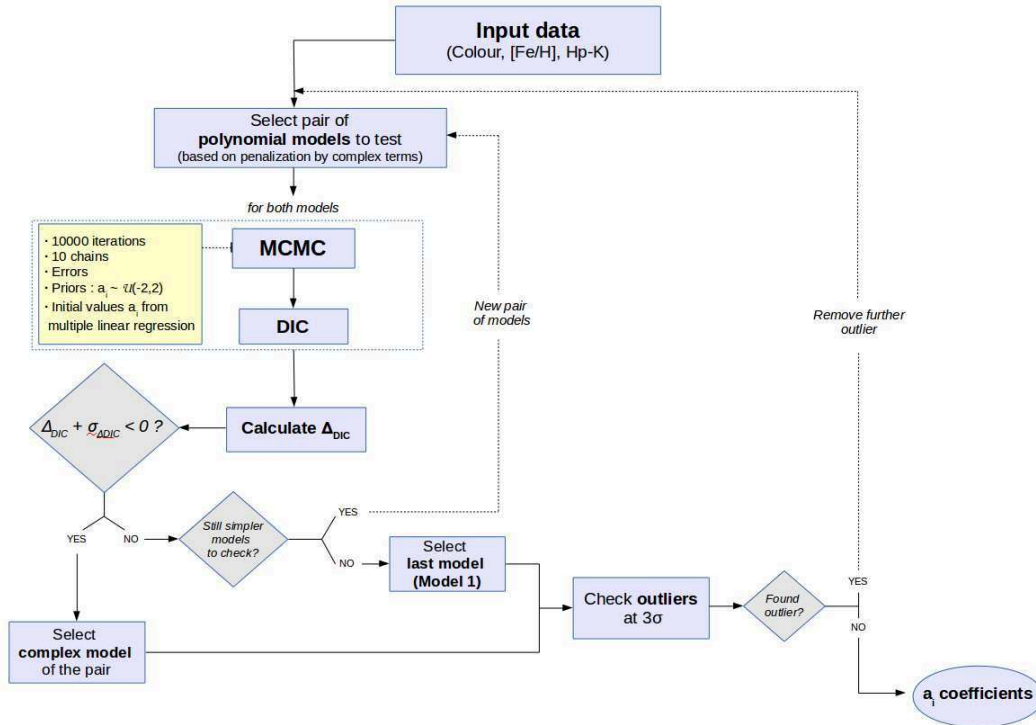 Input data
(Colour, [Fe/H], Hp-K)
Select pair of
polynomial models to test
(based on penalization by complex terms)
for both models
· 10000 iterations
· 10 chains
· Errors
· Priors : aᵢ ~ 𝒰(-2,2)
· Initial values aᵢ from
multiple linear regression
MCMC
DIC
New pair
of models
Remove further
outlier
Calculate Δ_DIC
Δ_DIC + σ_ΔDIC < 0 ?
YES
NO
Still simpler
models
to check?
YES
NO
Select
last model
(Model 1)
Select
complex model
of the pair
Check outliers
at 3σ
Found
outlier?
YES
NO
aᵢ coefficients